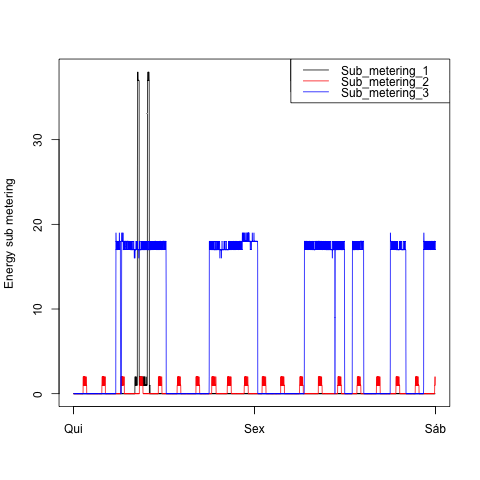 Sub_metering_1
Sub_metering_2
Sub_metering_3
Energy sub metering
30
20
10
0
Qui Sex Sáb